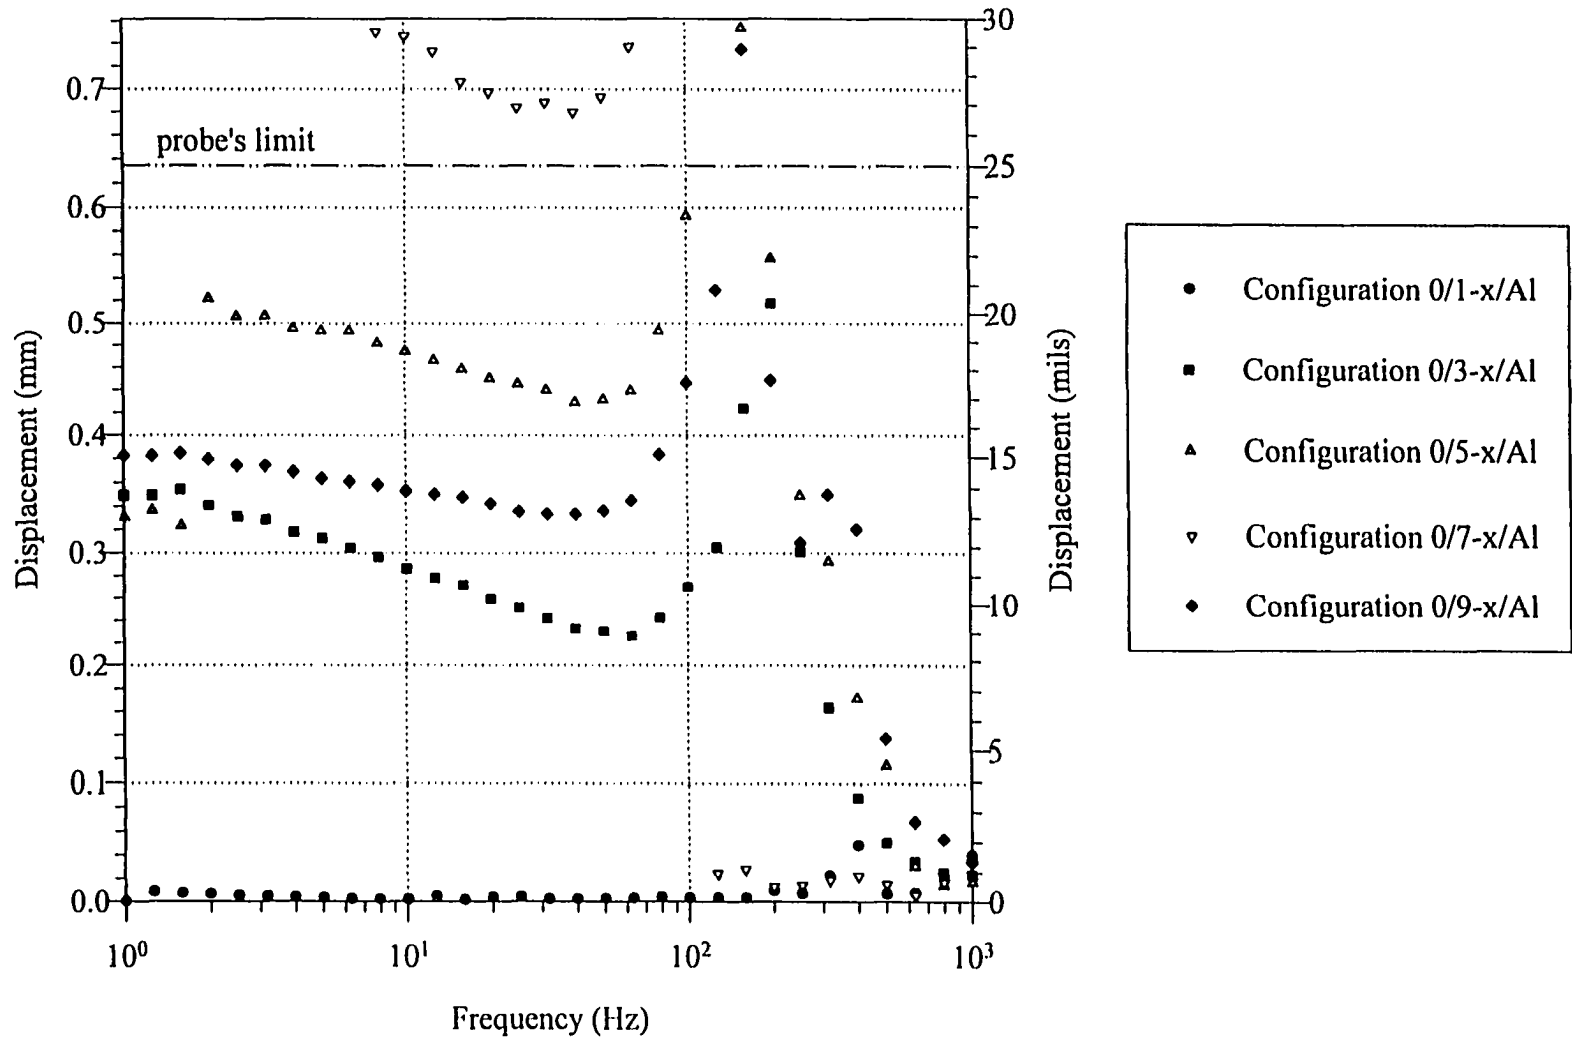 30
0.7
probe's limit
25
0.6
0.5
20
0.4
15
0.3
10
0.2
5
0.1
0.0
0
10⁰
10¹
10²
10³
Displacement (mm)
Displacement (mils)
Frequency (Hz)
Configuration 0/1-x/Al
Configuration 0/3-x/Al
Configuration 0/5-x/Al
Configuration 0/7-x/Al
Configuration 0/9-x/Al